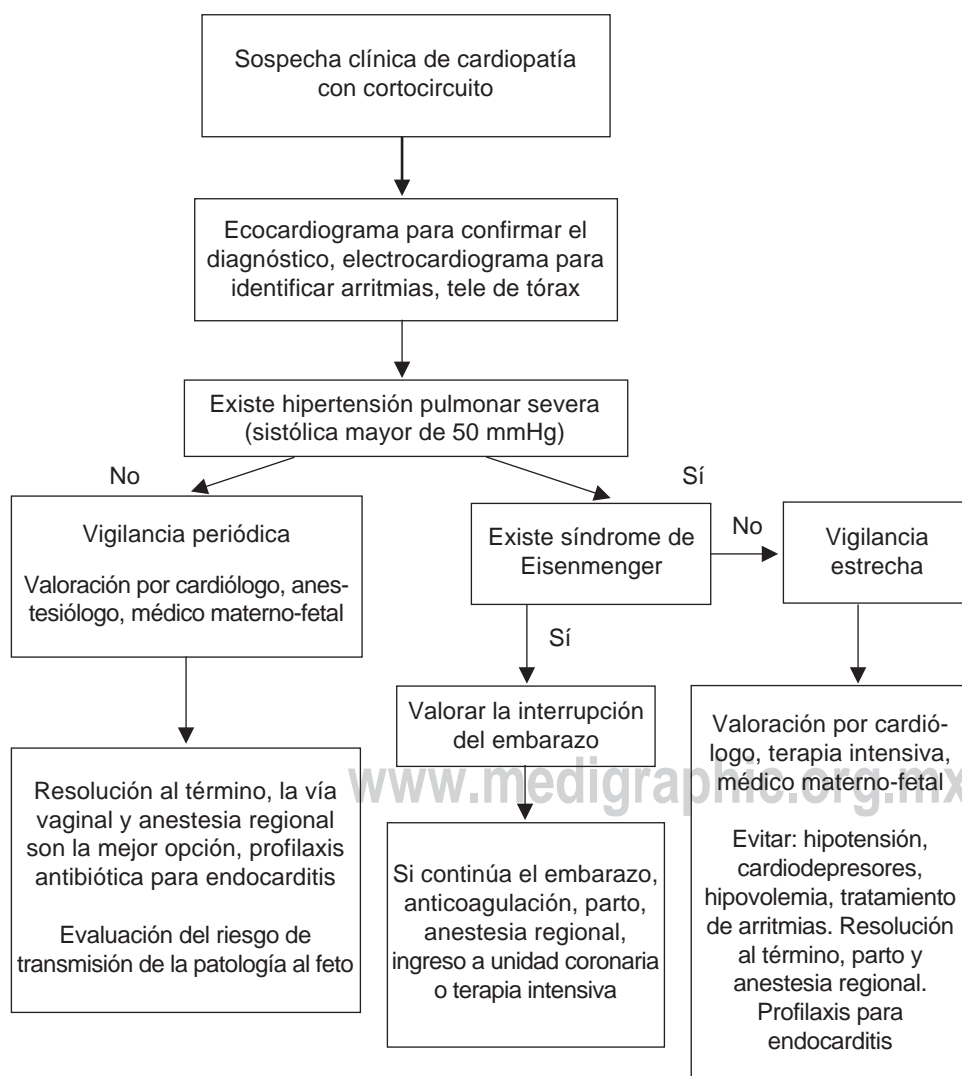 Sospecha clínica de cardiopatía
con cortocircuito
Ecocardiograma para confirmar el
diagnóstico, electrocardiograma para
identificar arritmias, tele de tórax
Existe hipertensión pulmonar severa
(sistólica mayor de 50 mmHg)
No
Sí
Vigilancia periódica
Valoración por cardiólogo, anes-
tesiólogo, médico materno-fetal
Existe síndrome de
Eisenmenger
No
Vigilancia
estrecha
Sí
Valorar la interrupción
del embarazo
Resolución al término, la vía
vaginal y anestesia regional
son la mejor opción, profilaxis
antibiótica para endocarditis
Evaluación del riesgo de
transmisión de la patología al feto
Si continúa el embarazo,
anticoagulación, parto,
anestesia regional,
ingreso a unidad coronaria
o terapia intensiva
Valoración por cardió-
logo, terapia intensiva,
médico materno-fetal
Evitar: hipotensión,
cardiodepresores,
hipovolemia, tratamiento
de arritmias. Resolución
al término, parto y
anestesia regional.
Profilaxis para
endocarditis
www.medigraphic.org.mx